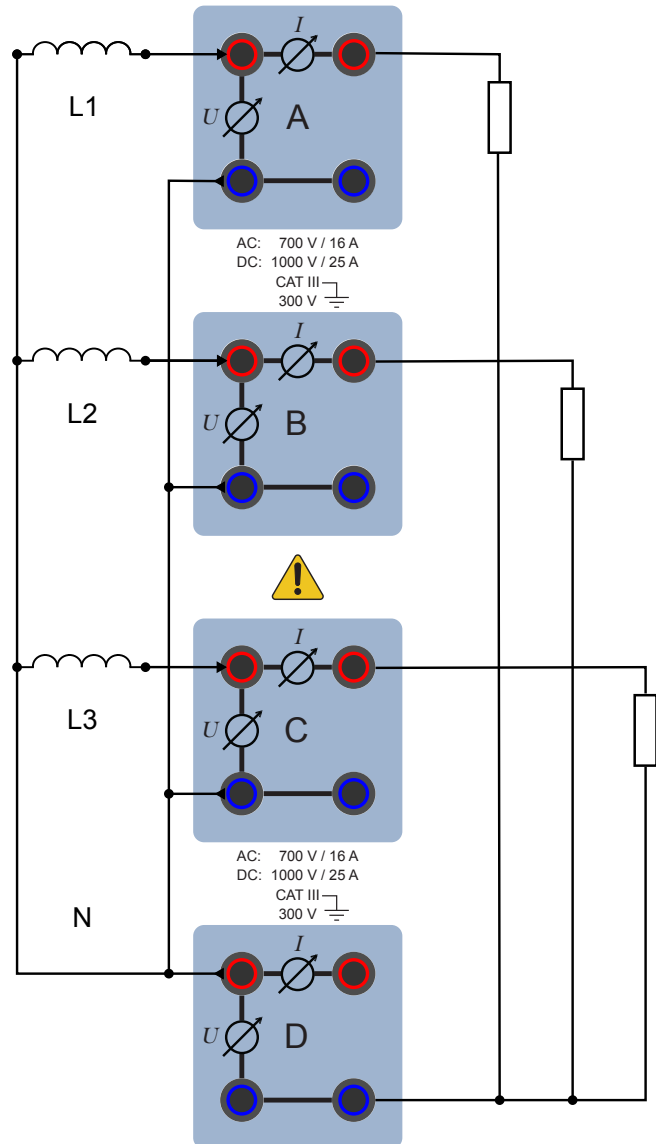 I
L1
U
A
AC: 700 V / 16 A
DC: 1000 V / 25 A
CAT III
300 V
I
L2
U
B
I
L3
U
C
AC: 700 V / 16 A
DC: 1000 V / 25 A
CAT III
N
300 V
I
U
D